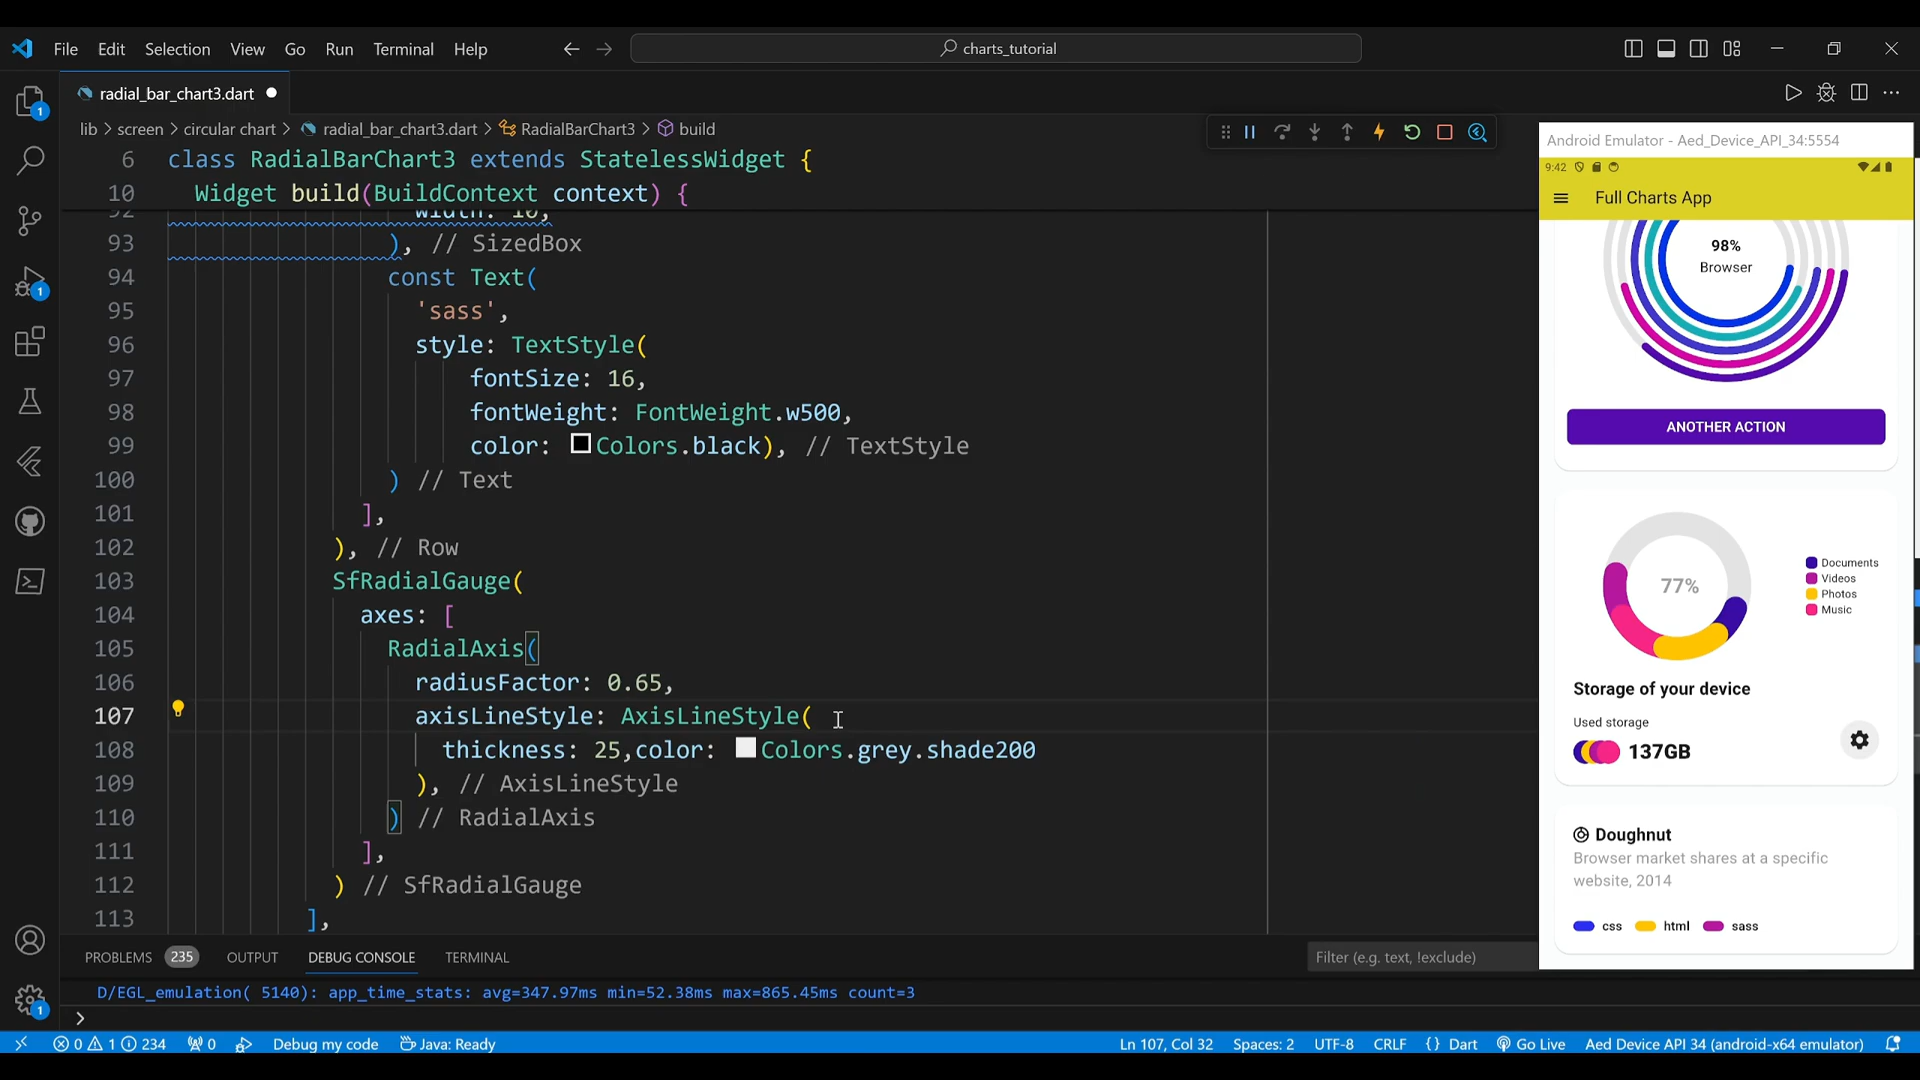 File Edit Selection View Go Run Terminal Help
charts_tutorial
radial_bar_chart3.dart
lib > screen > circular chart > radial_bar_chart3.dart > RadialBarChart3 > build
6 class RadialBarChart3 extends StatelessWidget {
10 Widget build(BuildContext context) {
92 width: 10,
93 ), // SizedBox
94 const Text(
95 'sass',
96 style: TextStyle(
97 fontSize: 16,
98 fontWeight: FontWeight.w500,
99 color: Colors.black), // TextStyle
100 ) // Text
101 ],
102 ), // Row
103 SfRadialGauge(
104 axes: [
105 RadialAxis(
106 radiusFactor: 0.65,
107 axisLineStyle: AxisLineStyle(
108 thickness: 25,color: Colors.grey.shade200
109 ), // AxisLineStyle
110 ) // RadialAxis
111 ],
112 ) // SfRadialGauge
113 ],
PROBLEMS 235 OUTPUT DEBUG CONSOLE TERMINAL
Filter (e.g. text, !exclude)
D/EGL_emulation( 5140): app_time_stats: avg=347.97ms min=52.38ms max=865.45ms count=3
>
0 1 234 0 Debug my code Java: Ready
Ln 107, Col 32 Spaces: 2 UTF-8 CRLF {} Dart Go Live Aed Device API 34 (android-x64 emulator)
1
1
1
Android Emulator - Aed_Device_API_34:5554
9:42
Full Charts App
98%
Browser
ANOTHER ACTION
77%
Documents
Videos
Photos
Music
Storage of your device
Used storage
137GB
Doughnut
Browser market shares at a specific
website, 2014
css html sass